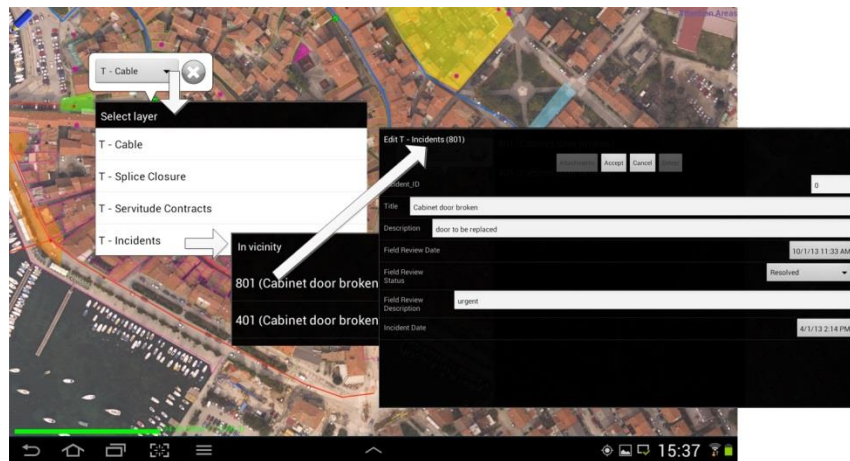 T - Cable
Select layer
T - Cable
T - Splice Closure
T - Servitude Contracts
T - Incidents
In vicinity
801 (Cabinet door broken
401 (Cabinet door broken
Edit T - Incidents (801)
Attachments Accept Cancel Delete
Incident_ID 0
Title Cabinet door broken
Description door to be replaced
Field Review Date 10/1/13 11:33 AM
Field Review
Status
Resolved
Field Review
Description
urgent
Incident Date 4/1/13 2:14 PM
15:37